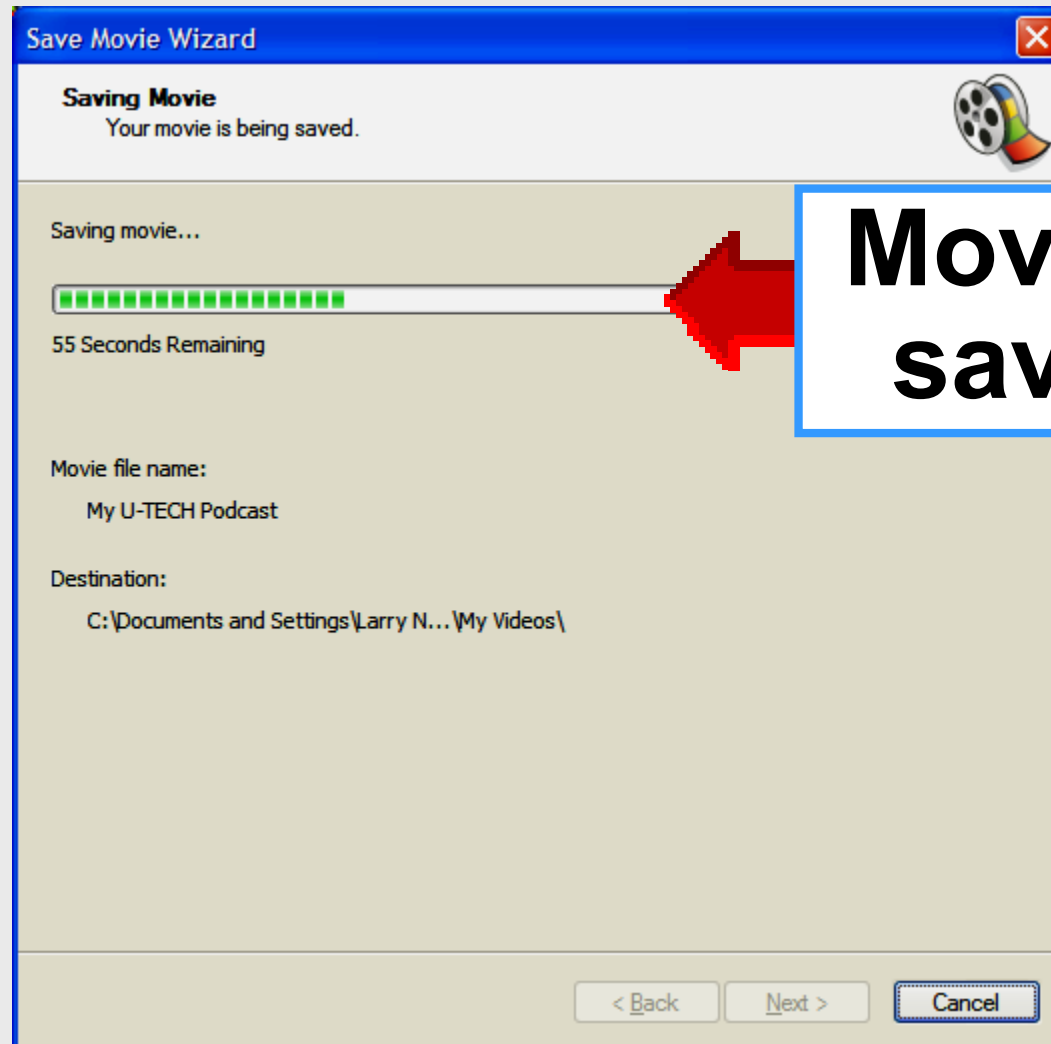 Save Movie Wizard
Saving Movie
Your movie is being saved.
Saving movie...
55 Seconds Remaining
Movie file name:
My U-TECH Podcast
Destination:
C:\Documents and Settings\Larry N...\My Videos\
< Back
Next >
Cancel